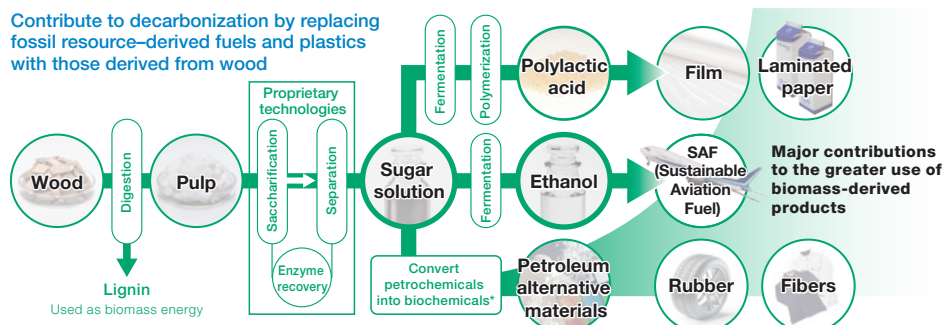 Contribute to decarbonization by replacing
fossil resource–derived fuels and plastics
with those derived from wood
Wood
Digestion
Lignin
Used as biomass energy
Pulp
Proprietary
technologies
Saccharification
Separation
Enzyme
recovery
Sugar
solution
Fermentation
Polymerization
Polylactic
acid
Film
Laminated
paper
Fermentation
Ethanol
SAF
(Sustainable
Aviation
Fuel)
Major contributions
to the greater use of
biomass-derived
products
Convert
petrochemicals
into biochemicals*
Petroleum
alternative
materials
Rubber
Fibers